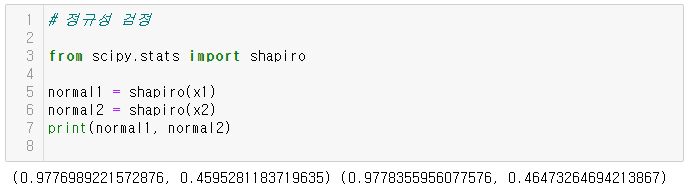 1 # 정규성 검정
2
3 from scipy.stats import shapiro
4
5 normal1 = shapiro(x1)
6 normal2 = shapiro(x2)
7 print(normal1, normal2)
8
(0.9776989221572876, 0.4595281183719635) (0.9778355956077576, 0.46473264694213867)